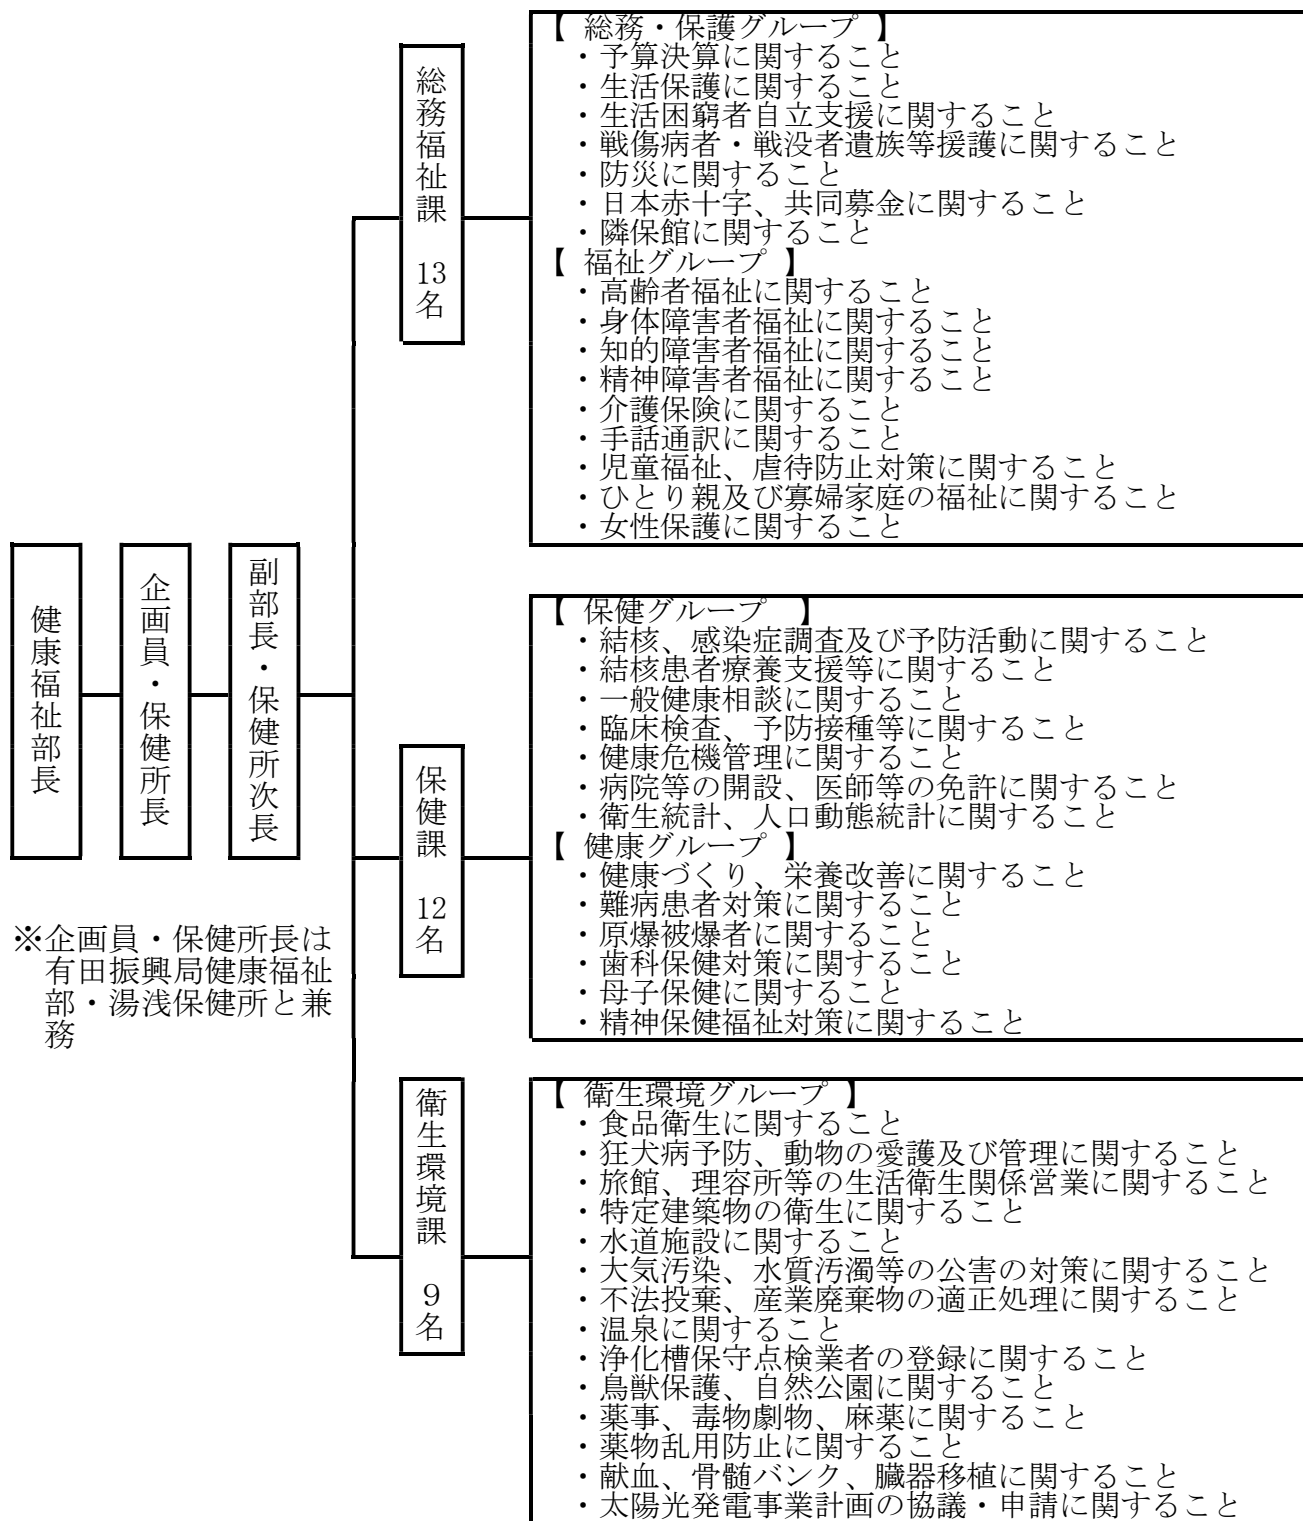 健康福祉部長
企画員・保健所長
副部長・保健所次長
※企画員・保健所長は
有田振興局健康福祉
部・湯浅保健所と兼
務
総務福祉課 13名
【 総務・保護グループ 】
・予算決算に関すること
・生活保護に関すること
・生活困窮者自立支援に関すること
・戦傷病者・戦没者遺族等援護に関すること
・防災に関すること
・日本赤十字、共同募金に関すること
・隣保館に関すること
【 福祉グループ 】
・高齢者福祉に関すること
・身体障害者福祉に関すること
・知的障害者福祉に関すること
・精神障害者福祉に関すること
・介護保険に関すること
・手話通訳に関すること
・児童福祉、虐待防止対策に関すること
・ひとり親及び寡婦家庭の福祉に関すること
・女性保護に関すること
保健課 12名
【 保健グループ 】
・結核、感染症調査及び予防活動に関すること
・結核患者療養支援等に関すること
・一般健康相談に関すること
・臨床検査、予防接種等に関すること
・健康危機管理に関すること
・病院等の開設、医師等の免許に関すること
・衛生統計、人口動態統計に関すること
【 健康グループ 】
・健康づくり、栄養改善に関すること
・難病患者対策に関すること
・原爆被爆者に関すること
・歯科保健対策に関すること
・母子保健に関すること
・精神保健福祉対策に関すること
衛生環境課 9名
【 衛生環境グループ 】
・食品衛生に関すること
・狂犬病予防、動物の愛護及び管理に関すること
・旅館、理容所等の生活衛生関係営業に関すること
・特定建築物の衛生に関すること
・水道施設に関すること
・大気汚染、水質汚濁等の公害の対策に関すること
・不法投棄、産業廃棄物の適正処理に関すること
・温泉に関すること
・浄化槽保守点検業者の登録に関すること
・鳥獣保護、自然公園に関すること
・薬事、毒物劇物、麻薬に関すること
・薬物乱用防止に関すること
・献血、骨髄バンク、臓器移植に関すること
・太陽光発電事業計画の協議・申請に関すること